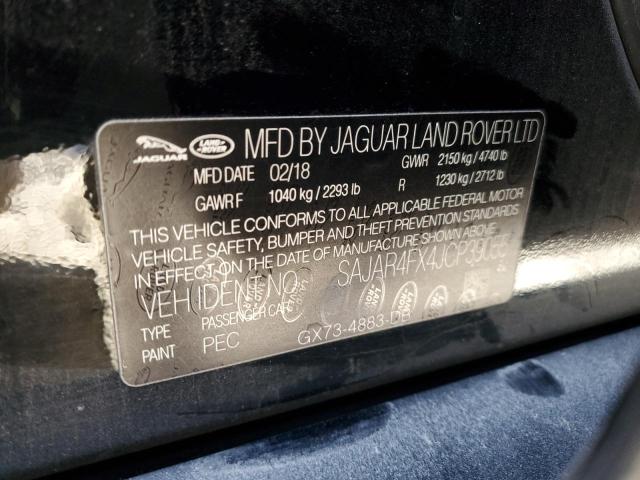 JAGUAR
LAND ROVER
MFD BY JAGUAR LAND ROVER LTD
MFD DATE 02/18 GWR 2150 kg / 4740 lb
GAWR F 1040 kg / 2293 lb R 1230 kg / 2712 lb
THIS VEHICLE CONFORMS TO ALL APPLICABLE FEDERAL MOTOR
VEHICLE SAFETY, BUMPER AND THEFT PREVENTION STANDARDS
IN EFFECT ON DATE OF MANUFACTURE SHOWN ABOVE
VEH IDENT NO
TYPE PASSENGER CAR
PAINT PEC GX73-4883-DB